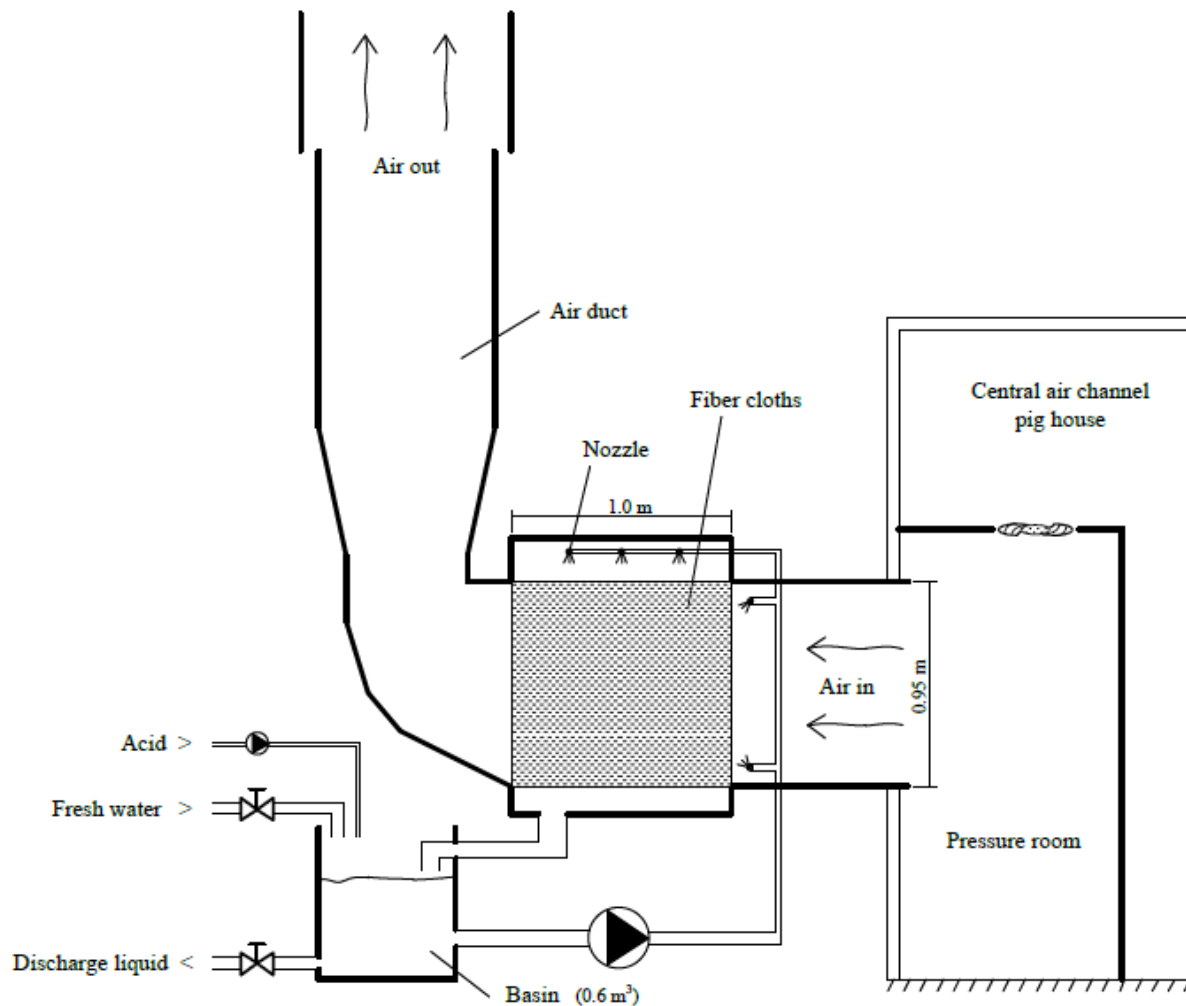 Air out
Air duct
Central air channel
pig house
Fiber cloths
Nozzle
1.0 m
Air in
0.95 m
Acid >
Fresh water >
Pressure room
Discharge liquid <
Basin (0.6 m³)